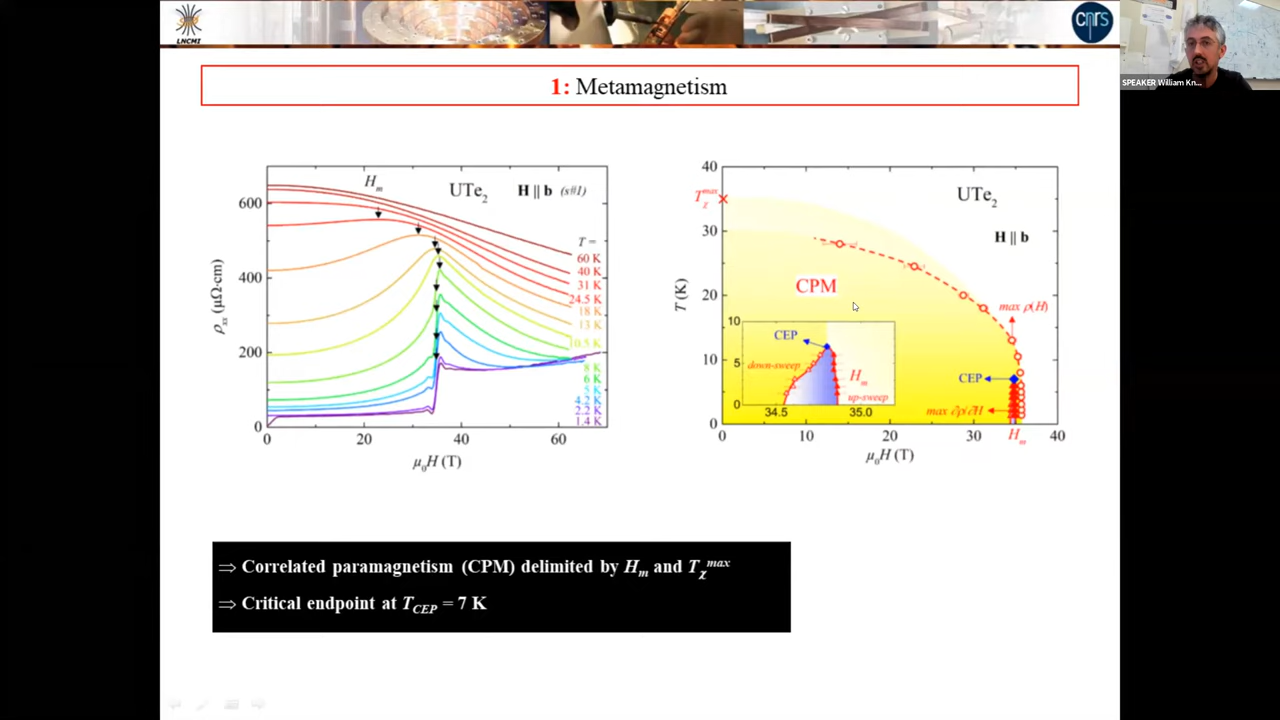 LNCMI
cnrs
SPEAKER William Kn...
1: Metamagnetism
H_m
UTe₂
H || b (s#1)
T =
60 K
40 K
31 K
24.5 K
18 K
13 K
10.5 K
8 K
6 K
5 K
4.2 K
2.2 K
1.4 K
600
400
200
0
ρ_xx (μΩ·cm)
0 20 40 60
μ₀H (T)
40
30
20
10
0
T_χ^max
T (K)
UTe₂
H || b
CPM
max ρ(H)
CEP
max ∂ρ/∂H
H_m
10
5
0
CEP
down-sweep
H_m
up-sweep
34.5 35.0
0 10 20 30 40
μ₀H (T)
⇒ Correlated paramagnetism (CPM) delimited by H_m and T_χ^max
⇒ Critical endpoint at T_CEP = 7 K